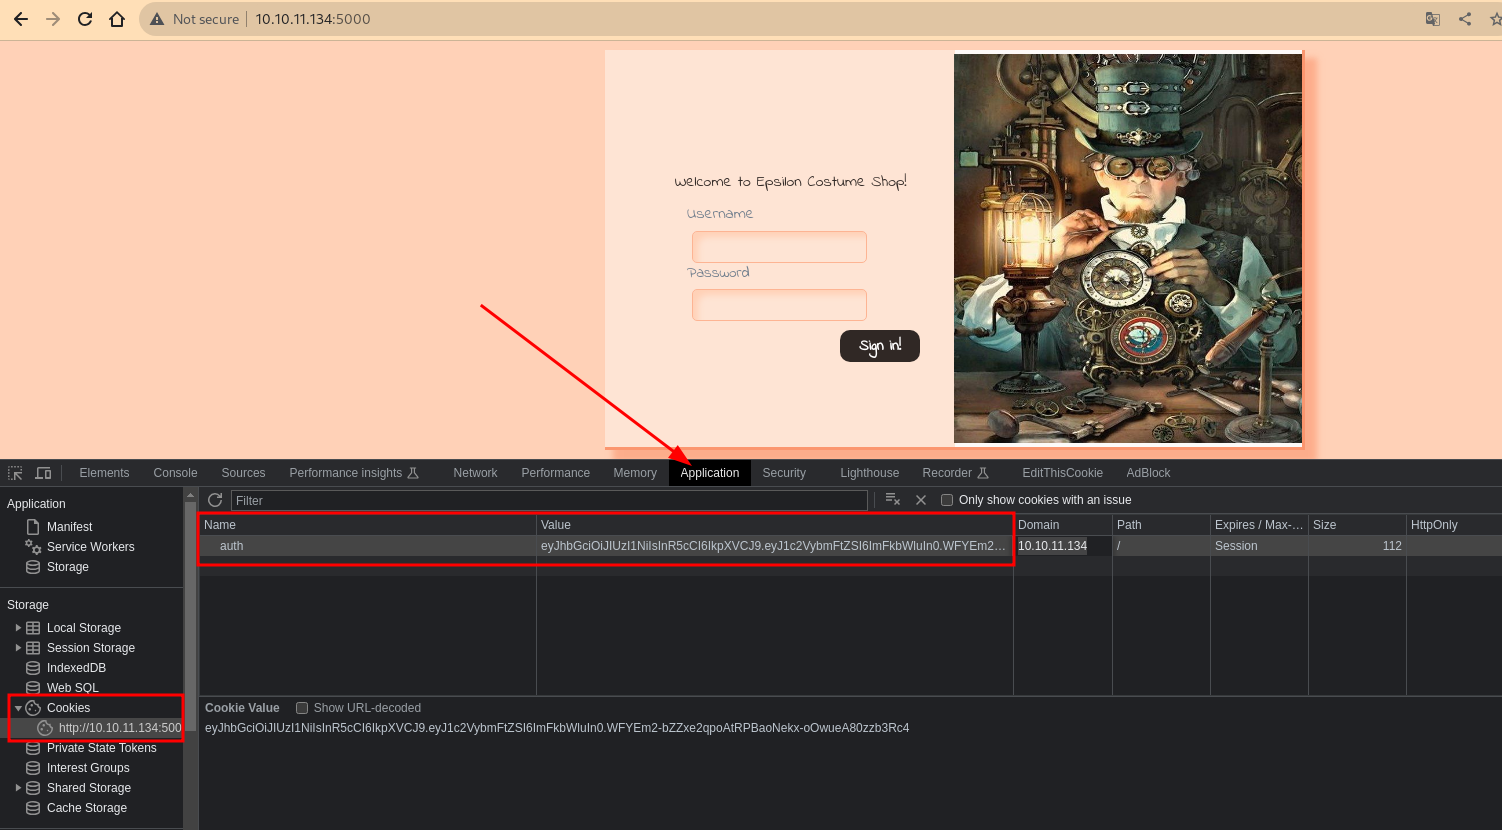 Not secure 10.10.11.134:5000
Welcome to Epsilon Costume Shop!
Username
Password
Sign in!
Elements Console Sources Performance insights Network Performance Memory Application Security Lighthouse Recorder EditThisCookie AdBlock
Application
Manifest
Service Workers
Storage
Storage
Local Storage
Session Storage
IndexedDB
Web SQL
Cookies
http://10.10.11.134:500
Private State Tokens
Interest Groups
Shared Storage
Cache Storage
Filter Only show cookies with an issue
Name Value Domain Path Expires / Max-... Size HttpOnly
auth eyJhbGciOiJIUzI1NiIsInR5cCI6IkpXVCJ9.eyJ1c2VybmFtZSI6ImFkbWluIn0.WFYEm2... 10.10.11.134 / Session 112
Cookie Value Show URL-decoded
eyJhbGciOiJIUzI1NiIsInR5cCI6IkpXVCJ9.eyJ1c2VybmFtZSI6ImFkbWluIn0.WFYEm2-bZZxe2qpoAtRPBaoNekx-oOwueA80zzb3Rc4